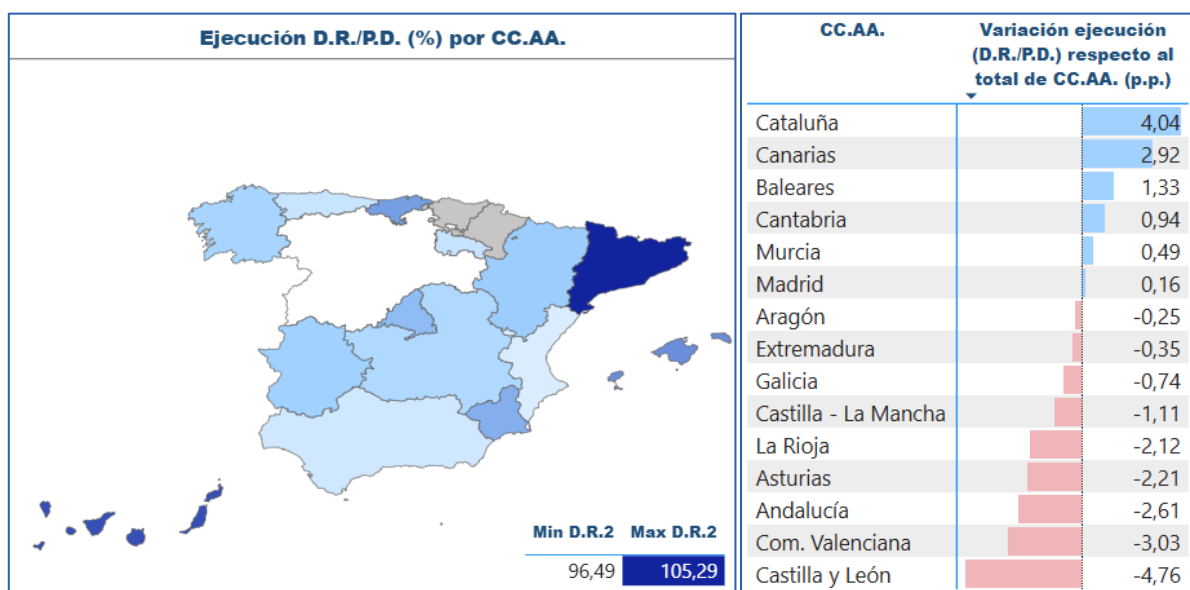 Ejecución D.R./P.D. (%) por CC.AA.
Min D.R.2 Max D.R.2
96,49 105,29
CC.AA. Variación ejecución
(D.R./P.D.) respecto al
total de CC.AA. (p.p.)
Cataluña 4,04
Canarias 2,92
Baleares 1,33
Cantabria 0,94
Murcia 0,49
Madrid 0,16
Aragón -0,25
Extremadura -0,35
Galicia -0,74
Castilla - La Mancha -1,11
La Rioja -2,12
Asturias -2,21
Andalucía -2,61
Com. Valenciana -3,03
Castilla y León -4,76